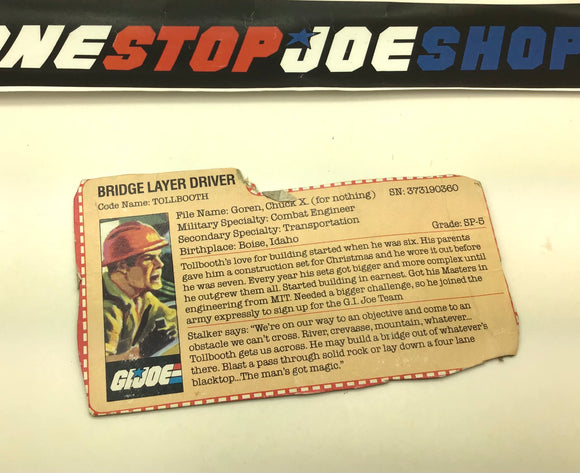 ONESTOPJOESHOP
BRIDGE LAYER DRIVER
Code Name: TOLLBOOTH
File Name: Goren, Chuck X. (for nothing)
SN: 373190360
Military Specialty: Combat Engineer
Secondary Specialty: Transportation
Birthplace: Boise, Idaho
Grade: SP-5
Tollbooth's love for building started when he was six. His parents
gave him a construction set for Christmas and he wore it out before
he was seven. Every year his sets got bigger and more complex until
he outgrew them all. Started building in earnest. Got his Masters in
engineering from MIT. Needed a bigger challenge, so he joined the
army expressly to sign up for the G.I. Joe Team
Stalker says: "We're on our way to an objective and come to an
obstacle we can't cross. River, crevasse, mountain, whatever...
Tollbooth gets us across. He may build a bridge out of whatever's
there. Blast a pass through solid rock or lay down a four lane
blacktop...The man's got magic."
GI JOE